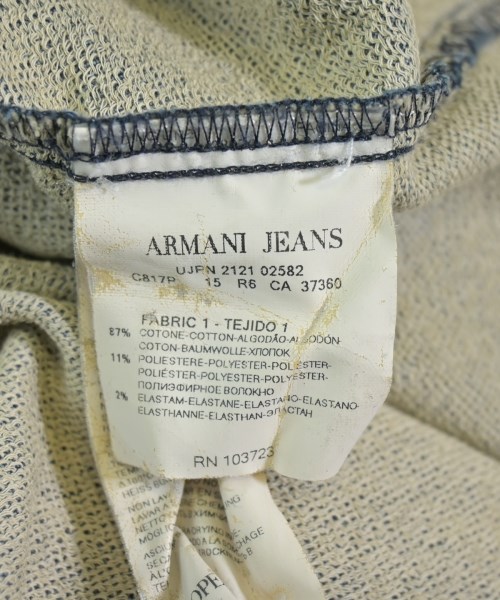 ARMANI JEANS
UJFN 2121 02582
C817P 15 R6 CA 37360
FABRIC 1 - TEJIDO 1
87% COTONE-COTTON-ALGODÃO-ALGODÓN-
COTON-BAUMWOLLE-ХЛОПОК
11% POLIESTERE-POLYESTER-POLIESTER-
POLIÉSTER-POLYESTER-POLYESTER-
ПОЛИЭФИРНОЕ ВОЛОКНО
2% ELASTAM-ELASTANE-ELASTANO-ELASTANO-
ELASTHANNE-ELASTHAN-ЭЛАСТАН
RN 103723